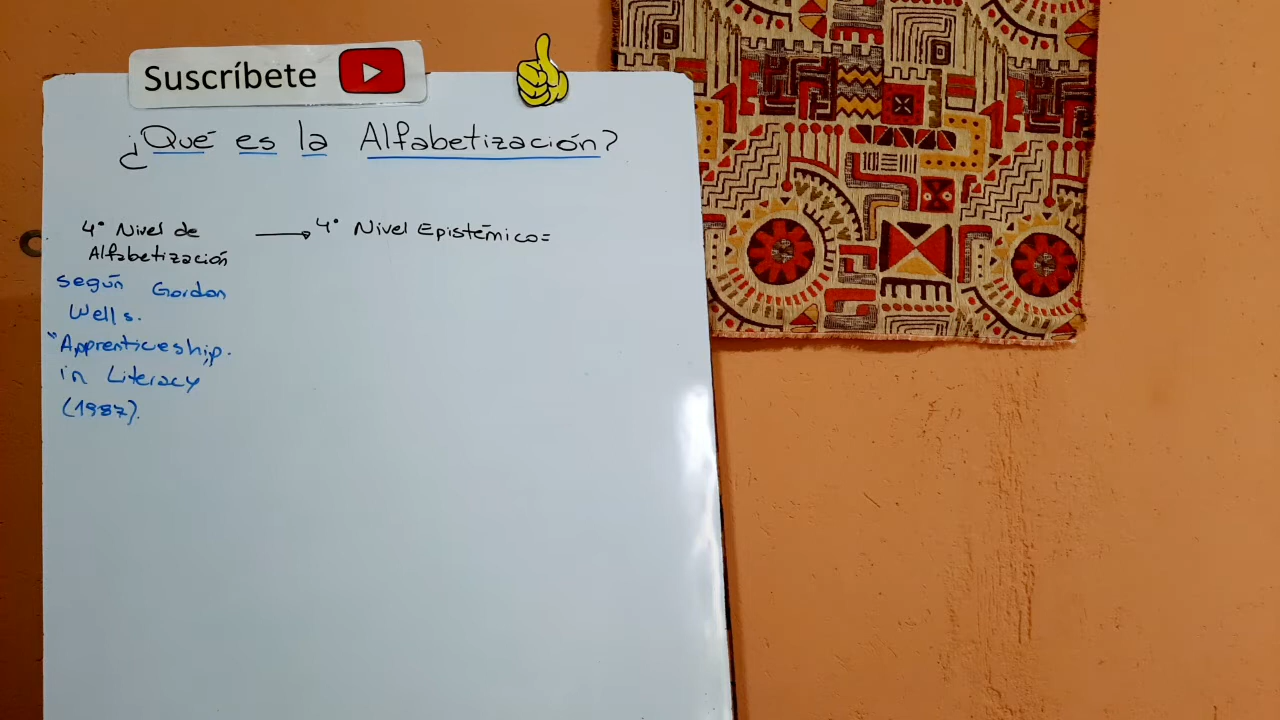 Suscríbete
¿Qué es la Alfabetización?
4° Nivel de
Alfabetización
según Gordon
Wells.
"Apprenticeship.
in Literacy"
(1987).
4° Nivel Epistémico=